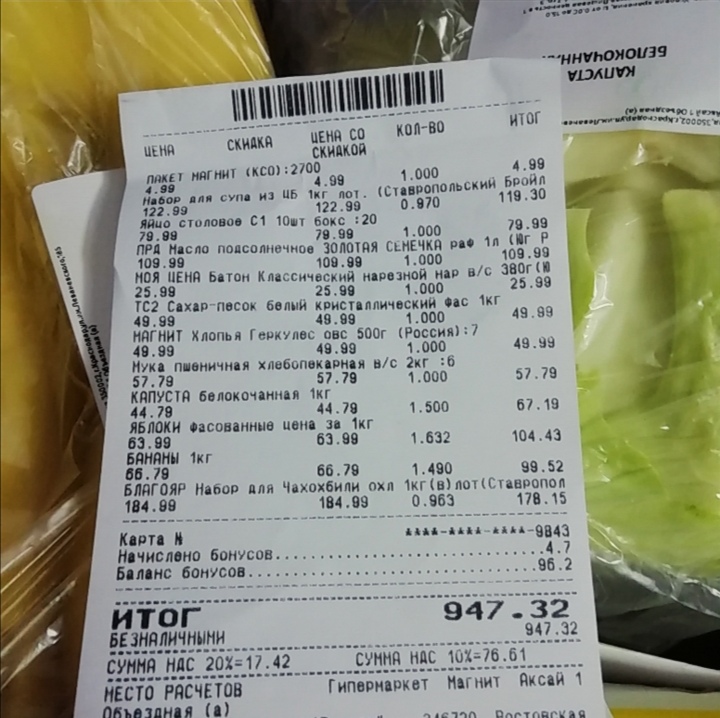 КАПУСТА
БЕЛОКОЧАННАЯ
ЦЕНА СКИДКА ЦЕНА СО СКИДКОЙ КОЛ-ВО ИТОГ
ПАКЕТ МАГНИТ (КСО):2700
4.99 4.99 1.000 4.99
Набор для супа из ЦБ 1кг лот. (Ставропольский Бройл
122.99 122.99 0.970 119.30
Яйцо столовое С1 10шт бокс :20
79.99 79.99 1.000 79.99
ПРД Масло подсолнечное ЗОЛОТАЯ СЕМЕЧКА раф 1л (Юг Р
109.99 109.99 1.000 109.99
МОЯ ЦЕНА Батон Классический нарезной нар в/с 380г(Ю
25.99 25.99 1.000 25.99
ТС2 Сахар-песок белый кристаллический фас 1кг
49.99 49.99 1.000 49.99
МАГНИТ Хлопья Геркулес овс 500г (Россия):7
49.99 49.99 1.000 49.99
Мука пшеничная хлебопекарная в/с 2кг :6
57.79 57.79 1.000 57.79
КАПУСТА белокочанная 1кг
44.79 44.79 1.500 67.19
ЯБЛОКИ фасованные цена за 1кг
63.99 63.99 1.632 104.43
БАНАНЫ 1кг
66.79 66.79 1.490 99.52
БЛАГОЯР Набор для Чахохбили охл 1кг(в)лот(Ставропол
184.99 184.99 0.963 178.15
Карта № ****-****-****-9843
Начислено бонусов..............................4.7
Баланс бонусов................................96.2
ИТОГ 947.32
БЕЗНАЛИЧНЫМИ 947.32
СУММА НДС 20%=17.42 СУММА НДС 10%=76.61
МЕСТО РАСЧЕТОВ Гипермаркет Магнит Аксай 1
Объездная (а) 346720 Ростовская